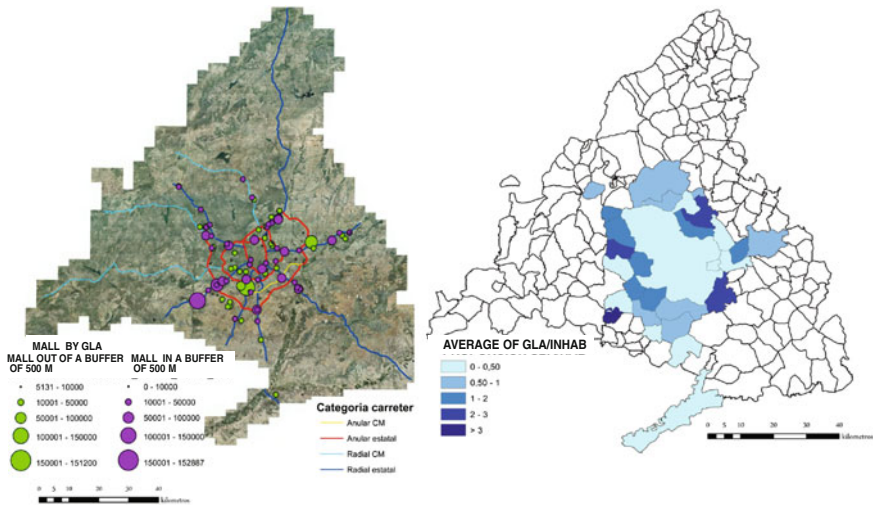 MALL BY GLA
MALL OUT OF A BUFFER OF 500 M
MALL IN A BUFFER OF 500 M
5131 - 10000
10001 - 50000
50001 - 100000
100001 - 150000
150001 - 151200
0 - 10000
10001 - 50000
50001 - 100000
100001 - 150000
150001 - 152887
0 5 10 20 30 40
kilometres
Categoria carreter
Anular CM
Anular estatal
Radial CM
Radial estatal
AVERAGE OF GLA/INHAB
0 - 0,50
0.50 - 1
1 - 2
2 - 3
> 3
0 5 10 20 30 40
kilometres